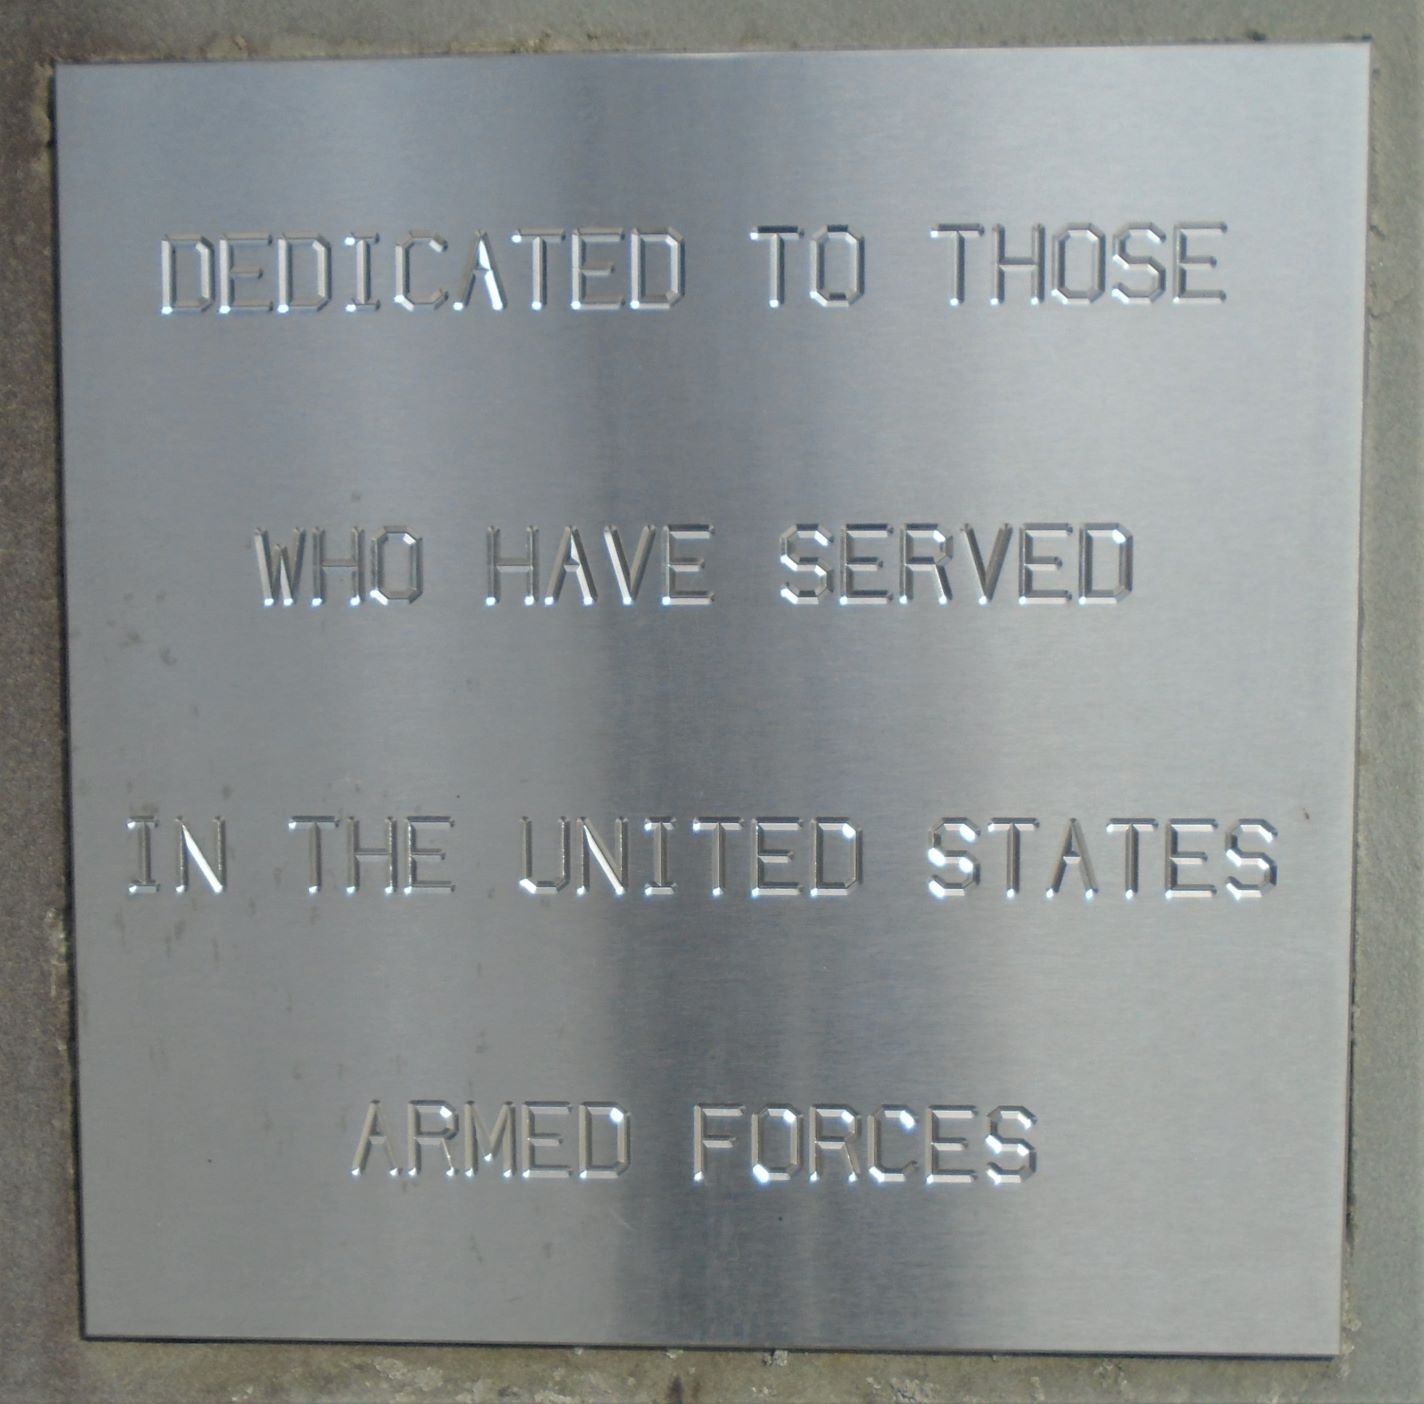 DEDICATED TO THOSE
WHO HAVE SERVED
IN THE UNITED STATES
ARMED FORCES